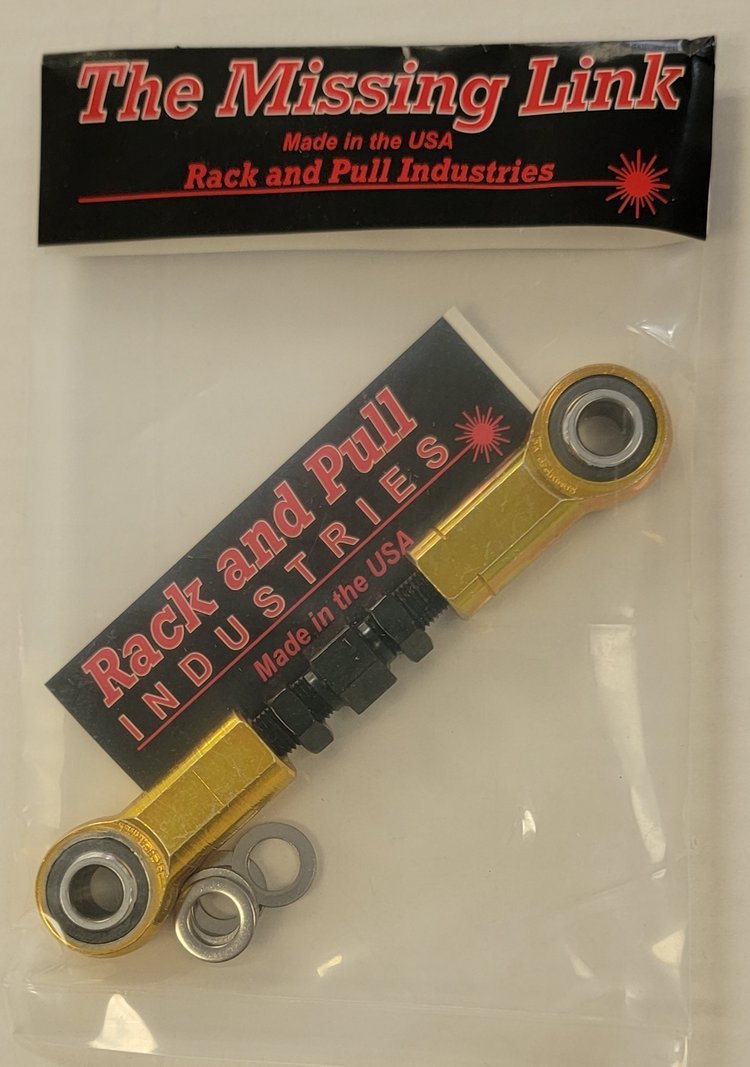 The Missing Link
Made in the USA
Rack and Pull Industries
Rack and Pull
INDUSTRIES
Made in the USA